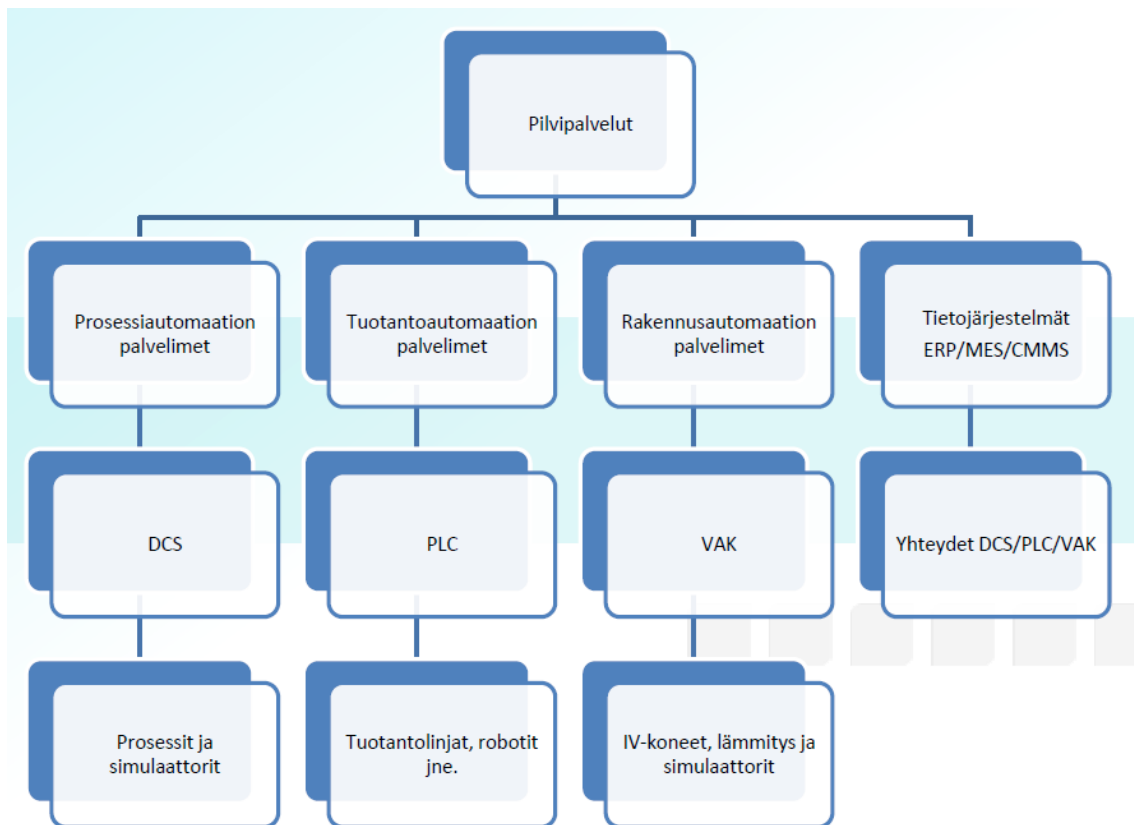 Pilvipalvelut
Prosessiautomaation
palvelimet
Tuotantoautomaation
palvelimet
Rakennusautomaation
palvelimet
Tietojärjestelmät
ERP/MES/CMMS
DCS
PLC
VAK
Yhteydet DCS/PLC/VAK
Prosessit ja
simulaattorit
Tuotantolinjat, robotit
jne.
IV-koneet, lämmitys ja
simulaattorit